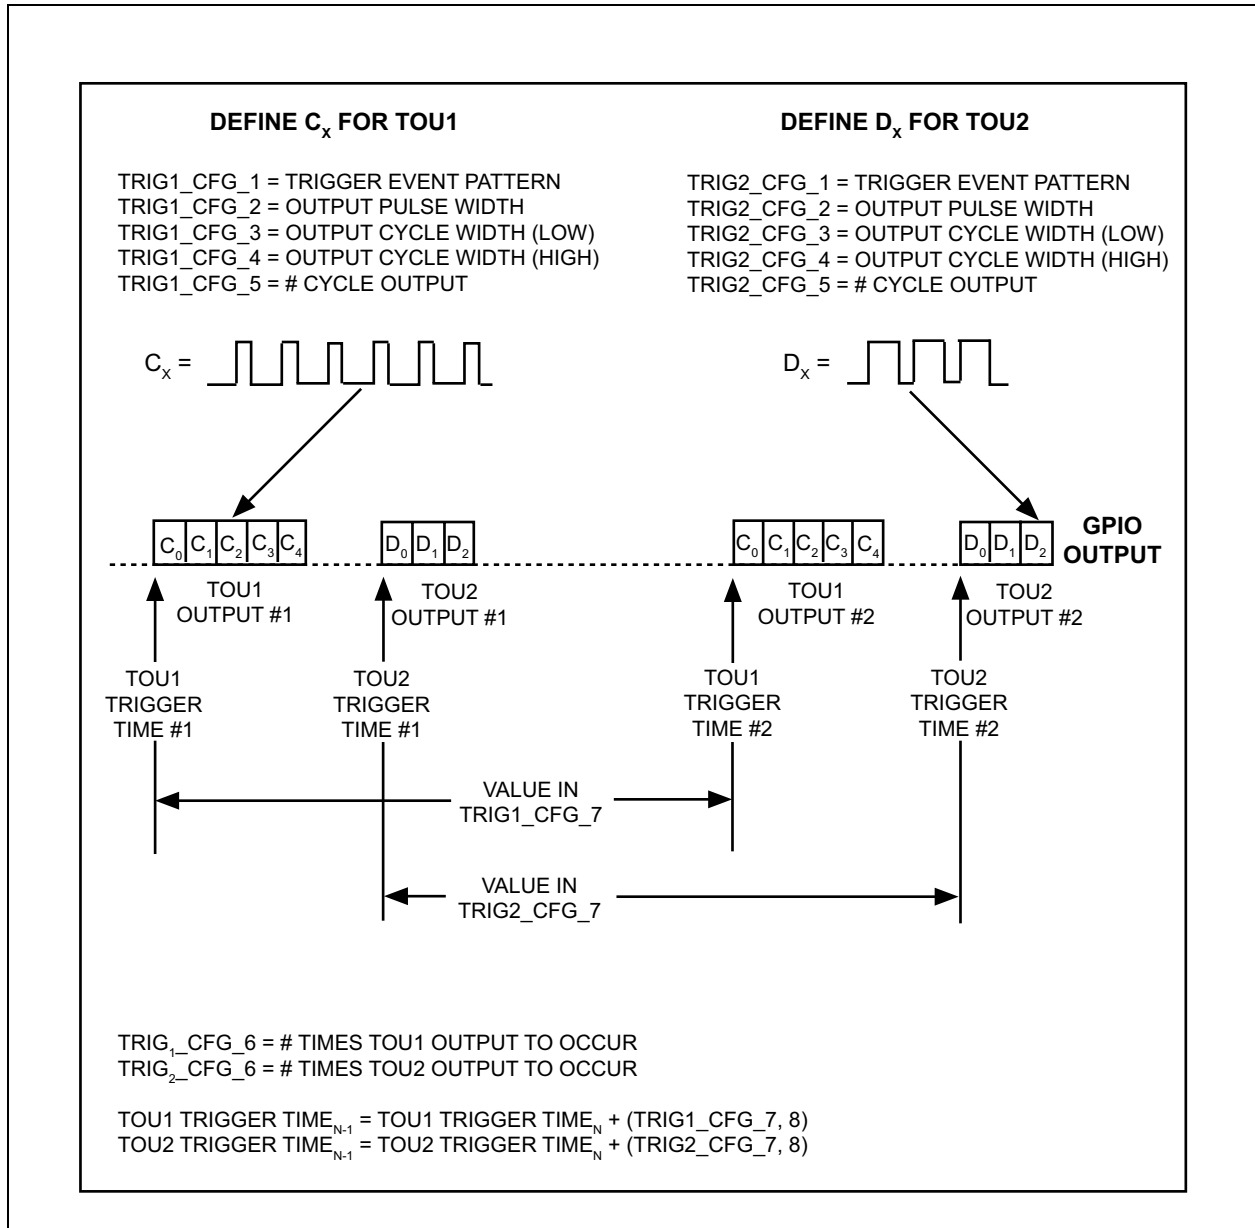 DEFINE Cx FOR TOU1
TRIG1_CFG_1 = TRIGGER EVENT PATTERN
TRIG1_CFG_2 = OUTPUT PULSE WIDTH
TRIG1_CFG_3 = OUTPUT CYCLE WIDTH (LOW)
TRIG1_CFG_4 = OUTPUT CYCLE WIDTH (HIGH)
TRIG1_CFG_5 = # CYCLE OUTPUT
DEFINE Dx FOR TOU2
TRIG2_CFG_1 = TRIGGER EVENT PATTERN
TRIG2_CFG_2 = OUTPUT PULSE WIDTH
TRIG2_CFG_3 = OUTPUT CYCLE WIDTH (LOW)
TRIG2_CFG_4 = OUTPUT CYCLE WIDTH (HIGH)
TRIG2_CFG_5 = # CYCLE OUTPUT
Cx =
Dx =
C0 C1 C2 C3 C4
D0 D1 D2
C0 C1 C2 C3 C4
D0 D1 D2
GPIO
OUTPUT
TOU1
OUTPUT #1
TOU2
OUTPUT #1
TOU1
OUTPUT #2
TOU2
OUTPUT #2
TOU1
TRIGGER
TIME #1
TOU2
TRIGGER
TIME #1
TOU1
TRIGGER
TIME #2
TOU2
TRIGGER
TIME #2
VALUE IN
TRIG1_CFG_7
VALUE IN
TRIG2_CFG_7
TRIG1_CFG_6 = # TIMES TOU1 OUTPUT TO OCCUR
TRIG2_CFG_6 = # TIMES TOU2 OUTPUT TO OCCUR
TOU1 TRIGGER TIMEN-1 = TOU1 TRIGGER TIMEN + (TRIG1_CFG_7, 8)
TOU2 TRIGGER TIMEN-1 = TOU2 TRIGGER TIMEN + (TRIG2_CFG_7, 8)